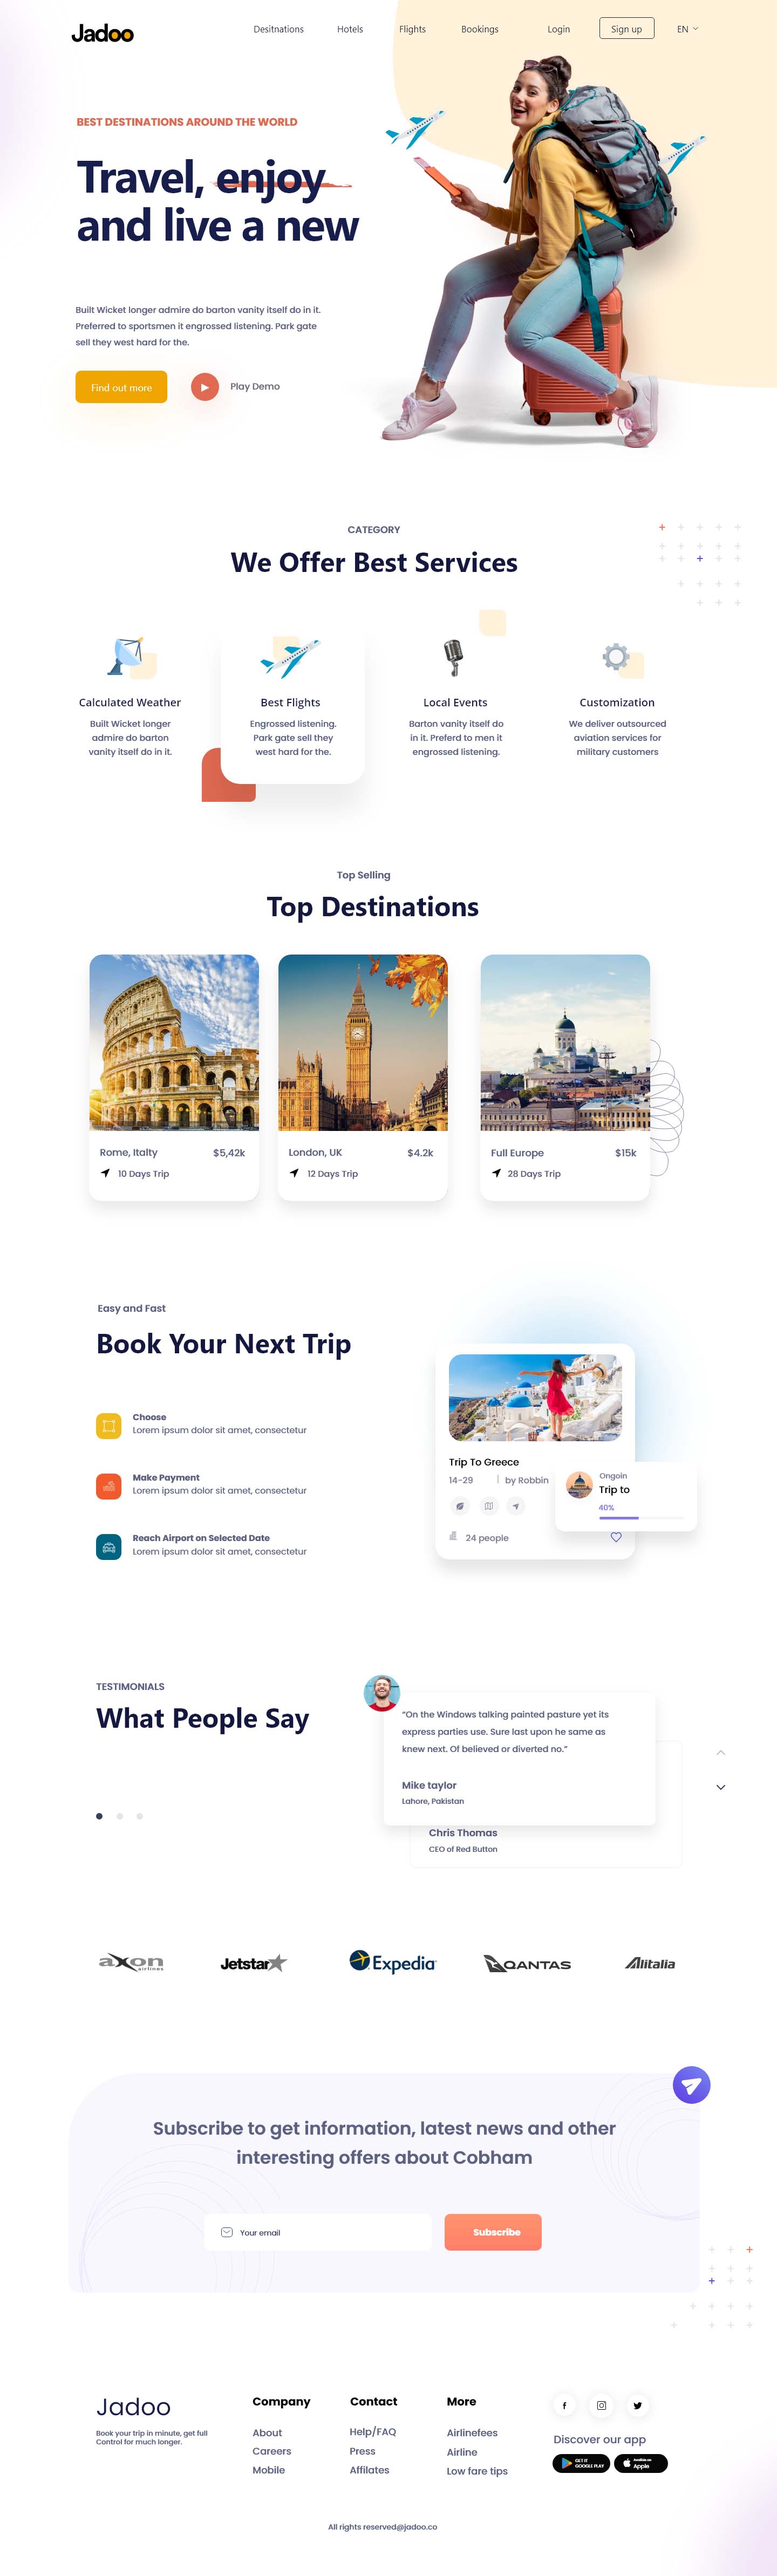 Jadoo
Desitnations
Hotels
Flights
Bookings
Login
Sign up
EN
BEST DESTINATIONS AROUND THE WORLD
Travel, enjoy
and live a new
Built Wicket longer admire do barton vanity itself do in it.
Preferred to sportsmen it engrossed listening. Park gate
sell they west hard for the.
Find out more
Play Demo
CATEGORY
We Offer Best Services
Calculated Weather
Built Wicket longer
admire do barton
vanity itself do in it.
Best Flights
Engrossed listening.
Park gate sell they
west hard for the.
Local Events
Barton vanity itself do
in it. Preferd to men it
engrossed listening.
Customization
We deliver outsourced
aviation services for
military customers
Top Selling
Top Destinations
Rome, Italty
$5,42k
10 Days Trip
London, UK
$4.2k
12 Days Trip
Full Europe
$15k
28 Days Trip
Easy and Fast
Book Your Next Trip
Choose
Lorem ipsum dolor sit amet, consectetur
Make Payment
Lorem ipsum dolor sit amet, consectetur
Reach Airport on Selected Date
Lorem ipsum dolor sit amet, consectetur
Trip To Greece
14-29 | by Robbin
24 people
Ongoin
Trip to
40%
TESTIMONIALS
What People Say
“On the Windows talking painted pasture yet its
express parties use. Sure last upon he same as
knew next. Of believed or diverted no.”
Mike taylor
Lahore, Pakistan
Chris Thomas
CEO of Red Button
axon
airlines
Jetstar
Expedia
QANTAS
Alitalia
Subscribe to get information, latest news and other
interesting offers about Cobham
Your email
Subscribe
Jadoo
Book your trip in minute, get full
Control for much longer.
Company
About
Careers
Mobile
Contact
Help/FAQ
Press
Affilates
More
Airlinefees
Airline
Low fare tips
Discover our app
GET IT
GOOGLE PLAY
Available on
Apple
All rights reserved@jadoo.co